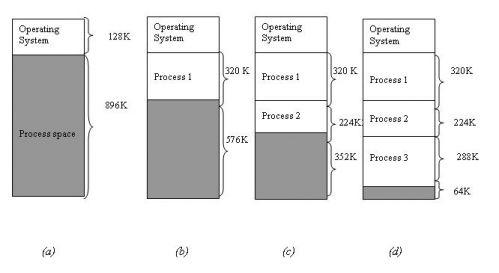 Operating
System
128K
Process space
896K
(a)
Operating
System
Process 1
320 K
576K
(b)
Operating
System
Process 1
320 K
Process 2
224K
352K
(c)
Operating
System
Process 1
320K
Process 2
224K
Process 3
288K
64K
(d)